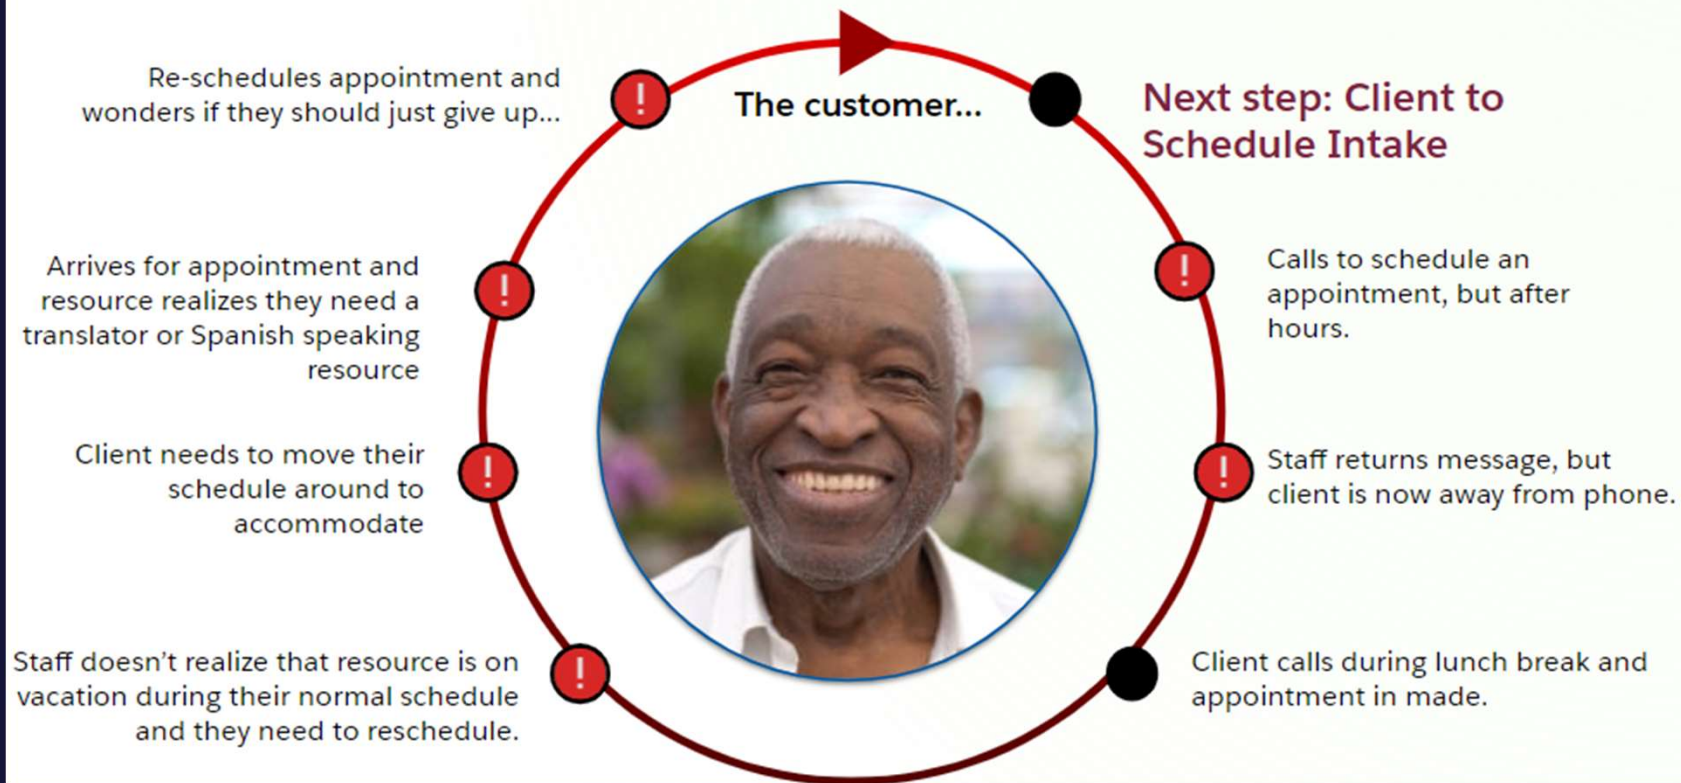 The customer...
Next step: Client to
Schedule Intake
Calls to schedule an
appointment, but after
hours.
Staff returns message, but
client is now away from phone.
Client calls during lunch break and
appointment in made.
Staff doesn't realize that resource is on
vacation during their normal schedule
and they need to reschedule.
Client needs to move their
schedule around to
accommodate
Arrives for appointment and
resource realizes they need a
translator or Spanish speaking
resource
Re-schedules appointment and
wonders if they should just give up...